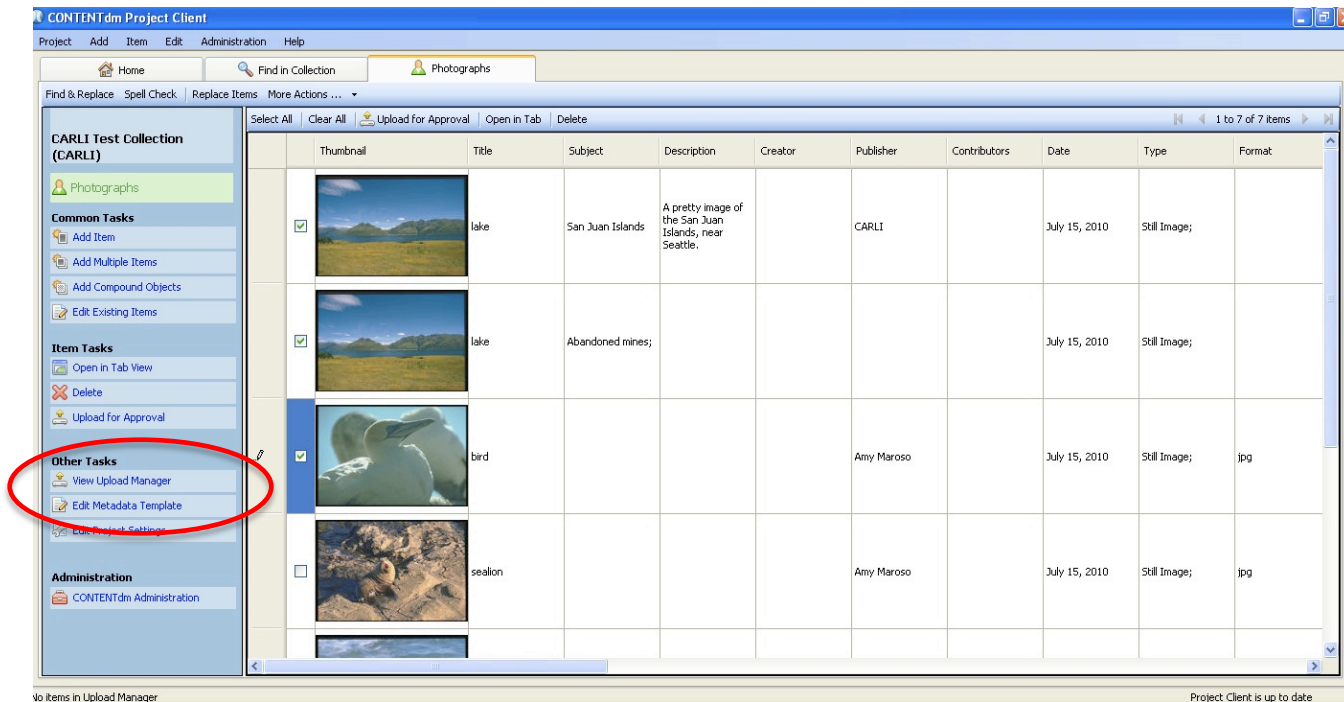 CONTENTdm Project Client
Project Add Item Edit Administration Help
Home Find in Collection Photographs
Find & Replace Spell Check Replace Items More Actions ...
CARLI Test Collection
(CARLI)
Photographs
Common Tasks
Add Item
Add Multiple Items
Add Compound Objects
Edit Existing Items
Item Tasks
Open in Tab View
Delete
Upload for Approval
Other Tasks
View Upload Manager
Edit Metadata Template
Edit Project Settings
Administration
CONTENTdm Administration
Select All Clear All Upload for Approval Open in Tab Delete 1 to 7 of 7 items
Thumbnail Title Subject Description Creator Publisher Contributors Date Type Format
lake San Juan Islands
A pretty image of
the San Juan
Islands, near
Seattle.
CARLI July 15, 2010 Still Image;
lake Abandoned mines; July 15, 2010 Still Image;
bird Amy Maroso July 15, 2010 Still Image; jpg
sealion Amy Maroso July 15, 2010 Still Image; jpg
No items in Upload Manager Project Client is up to date